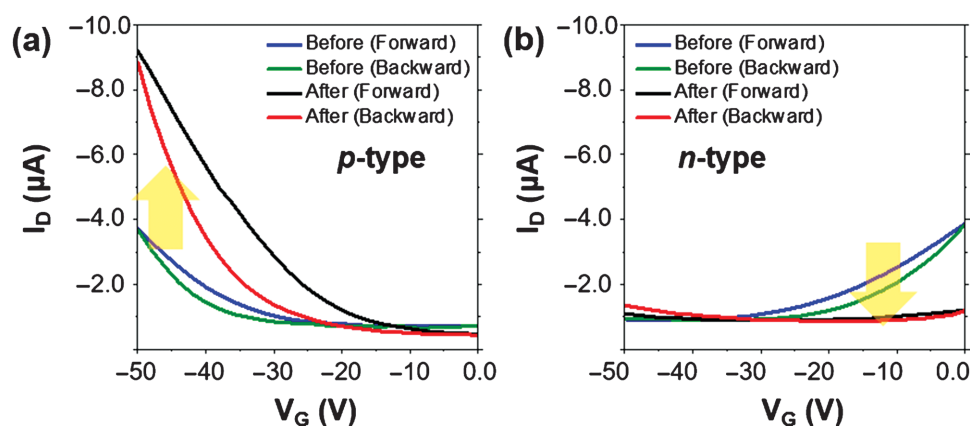 (a)
−10.0
−8.0
−6.0
−4.0
−2.0
I_D (μA)
Before (Forward)
Before (Backward)
After (Forward)
After (Backward)
p-type
−50
−40
−30
−20
−10
0.0
V_G (V)
(b)
−10.0
−8.0
−6.0
−4.0
−2.0
I_D (μA)
Before (Forward)
Before (Backward)
After (Forward)
After (Backward)
n-type
−50
−40
−30
−20
−10
0.0
V_G (V)